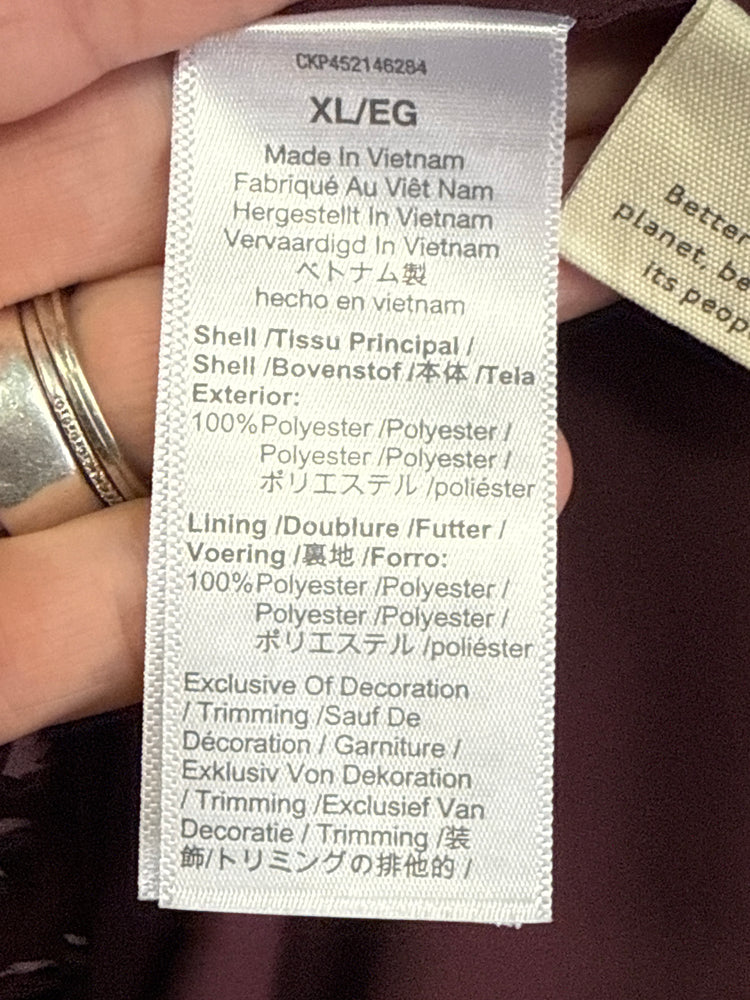 CKP452146284
XL/EG
Made In Vietnam
Fabriqué Au Viêt Nam
Hergestellt In Vietnam
Vervaardigd In Vietnam
ベトナム製
hecho en vietnam
Shell /Tissu Principal /
Shell /Bovenstof /本体 /Tela
Exterior:
100% Polyester /Polyester /
Polyester /Polyester /
ポリエステル /poliéster
Lining /Doublure /Futter /
Voering /裏地 /Forro:
100% Polyester /Polyester /
Polyester /Polyester /
ポリエステル /poliéster
Exclusive Of Decoration
/ Trimming /Sauf De
Décoration / Garniture /
Exklusiv Von Dekoration
/ Trimming /Exclusief Van
Decoratie / Trimming /装
飾/トリミングの排他的 /
Better
planet, be
its peop